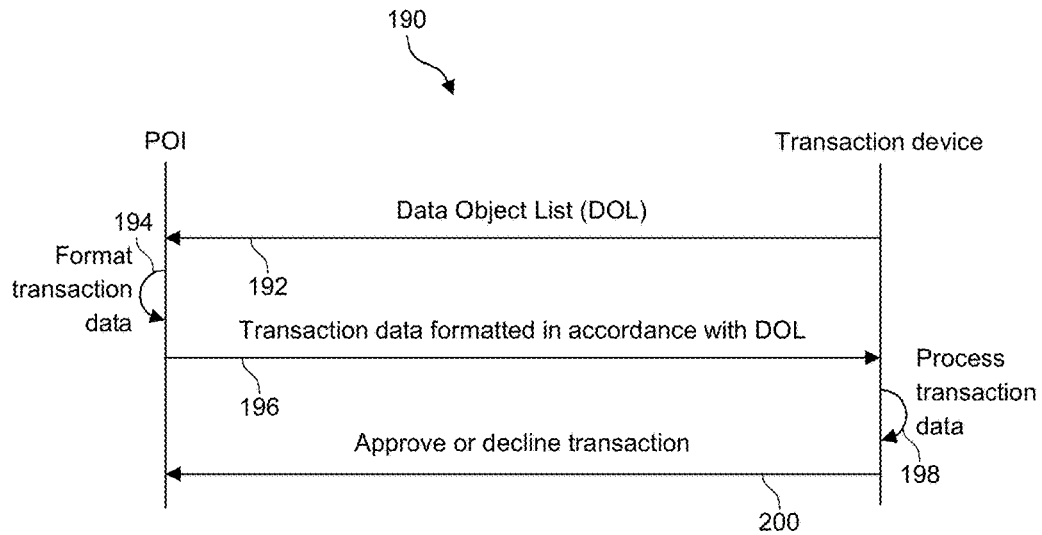 190
POI
Transaction device
Data Object List (DOL)
194
192
Format
transaction
data
Transaction data formatted in accordance with DOL
196
Process
transaction
data
198
Approve or decline transaction
200